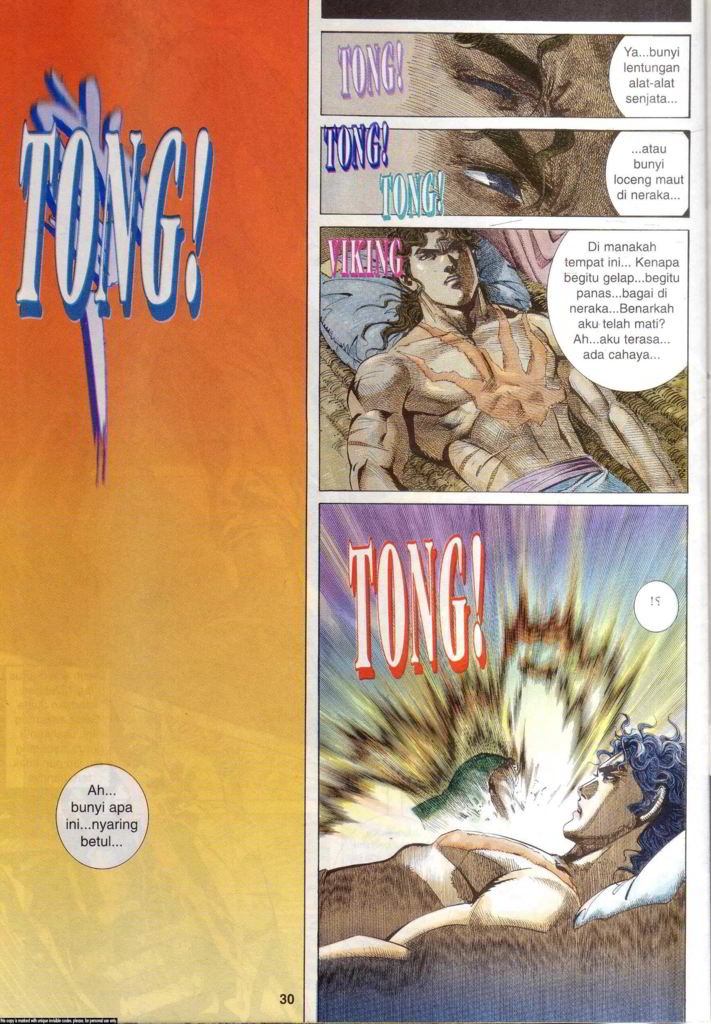 TONG!
Ah...
bunyi apa
ini...nyaring
betul...
TONG!
Ya...bunyi
lentungan
alat-alat
senjata...
TONG!
TONG!
...atau
bunyi
loceng maut
di neraka...
VIKING
Di manakah
tempat ini... Kenapa
begitu gelap...begitu
panas...bagai di
neraka...Benarkah
aku telah mati?
Ah...aku terasa...
ada cahaya...
TONG!
!?
30